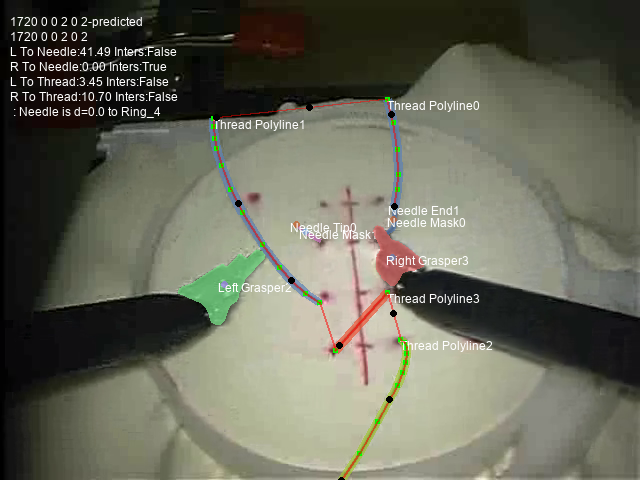 1720 0 0 2 0 2-predicted
1720 0 0 2 0 2
L To Needle:41.49 Inters:False
R To Needle:0.00 Inters:True
L To Thread:3.45 Inters:False
R To Thread:10.70 Inters:False
: Needle is d=0.0 to Ring_4
Thread Polyline0
Thread Polyline1
Needle End1
Needle Mask0
Needle Tip0
Needle Mask1
Right Grasper3
Left Grasper2
Thread Polyline3
Thread Polyline2